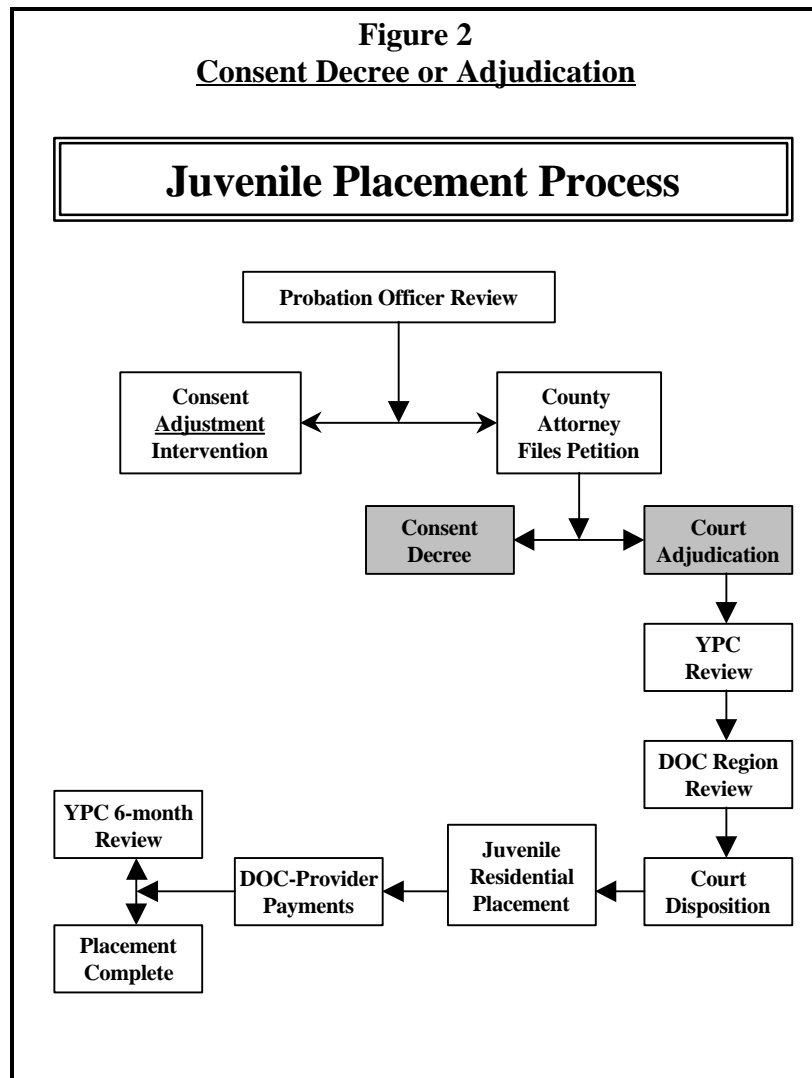 Figure 2
Consent Decree or Adjudication
Juvenile Placement Process
Probation Officer Review
Consent
Adjustment
Intervention
County
Attorney
Files Petition
Consent
Decree
Court
Adjudication
YPC
Review
DOC Region
Review
YPC 6-month
Review
DOC-Provider
Payments
Juvenile
Residential
Placement
Court
Disposition
Placement
Complete